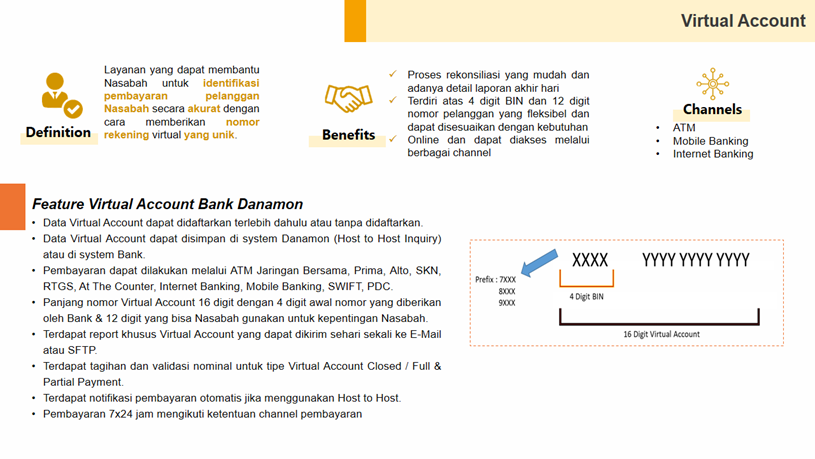 Virtual Account
Definition
Layanan yang dapat membantu
Nasabah untuk identifikasi
pembayaran pelanggan
Nasabah secara akurat dengan
cara memberikan nomor
rekening virtual yang unik.
Benefits
✓ Proses rekonsiliasi yang mudah dan
adanya detail laporan akhir hari
✓ Terdiri atas 4 digit BIN dan 12 digit
nomor pelanggan yang fleksibel dan
dapat disesuaikan dengan kebutuhan
✓ Online dan dapat diakses melalui
berbagai channel
Channels
• ATM
• Mobile Banking
• Internet Banking
Feature Virtual Account Bank Danamon
• Data Virtual Account dapat didaftarkan terlebih dahulu atau tanpa didaftarkan.
• Data Virtual Account dapat disimpan di system Danamon (Host to Host Inquiry)
atau di system Bank.
• Pembayaran dapat dilakukan melalui ATM Jaringan Bersama, Prima, Alto, SKN,
RTGS, At The Counter, Internet Banking, Mobile Banking, SWIFT, PDC.
• Panjang nomor Virtual Account 16 digit dengan 4 digit awal nomor yang diberikan
oleh Bank & 12 digit yang bisa Nasabah gunakan untuk kepentingan Nasabah.
• Terdapat report khusus Virtual Account yang dapat dikirim sehari sekali ke E-Mail
atau SFTP.
• Terdapat tagihan dan validasi nominal untuk tipe Virtual Account Closed / Full &
Partial Payment.
• Terdapat notifikasi pembayaran otomatis jika menggunakan Host to Host.
• Pembayaran 7x24 jam mengikuti ketentuan channel pembayaran
XXXX YYYY YYYY YYYY
Prefix : 7XXX
8XXX
9XXX
4 Digit BIN
16 Digit Virtual Account